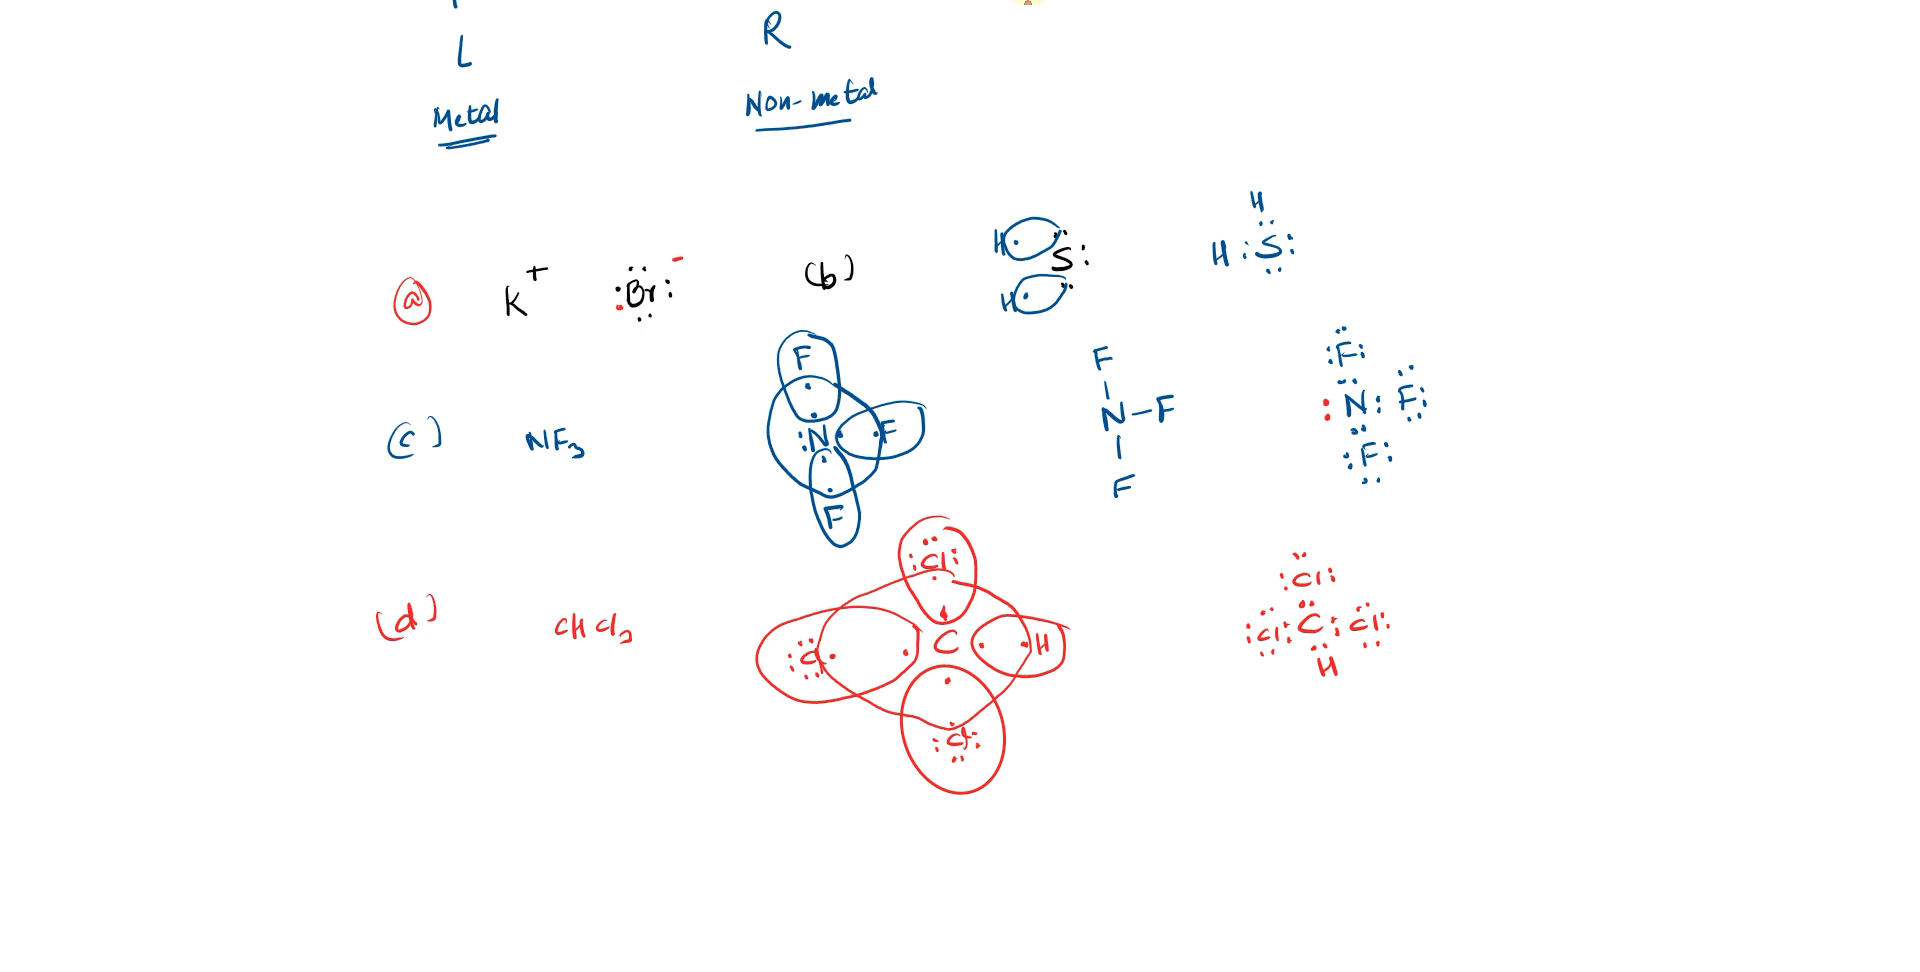 L R
Metal Non-metal
(a) K+ :Br:- (b) H S: H
H H :S:
(c) NF3 F F :F:
:N F N-F :N: F:
F F :F:
(d) CHCl3 :Cl: :Cl:
:Cl C H :Cl: C: Cl:
:Cl: H